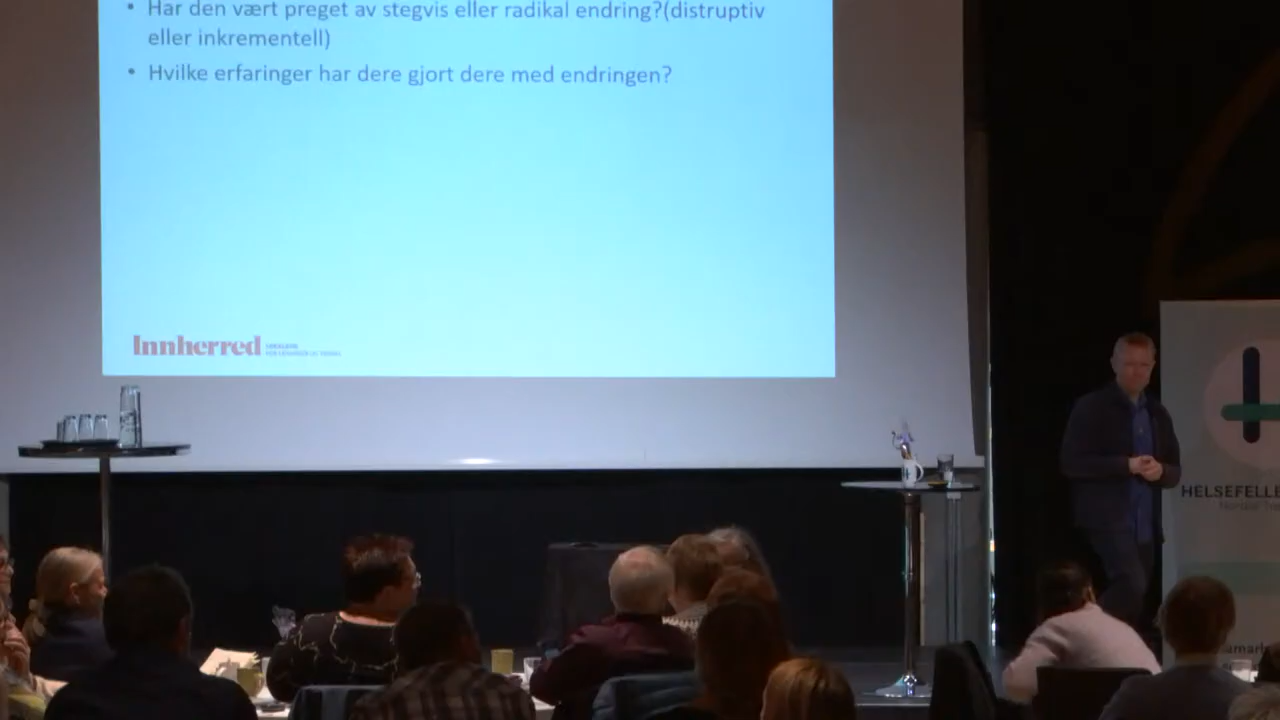 • Har den vært preget av stegvis eller radikal endring?(distruptiv
eller inkrementell)
• Hvilke erfaringer har dere gjort dere med endringen?
Innherred
HELSEFELLE